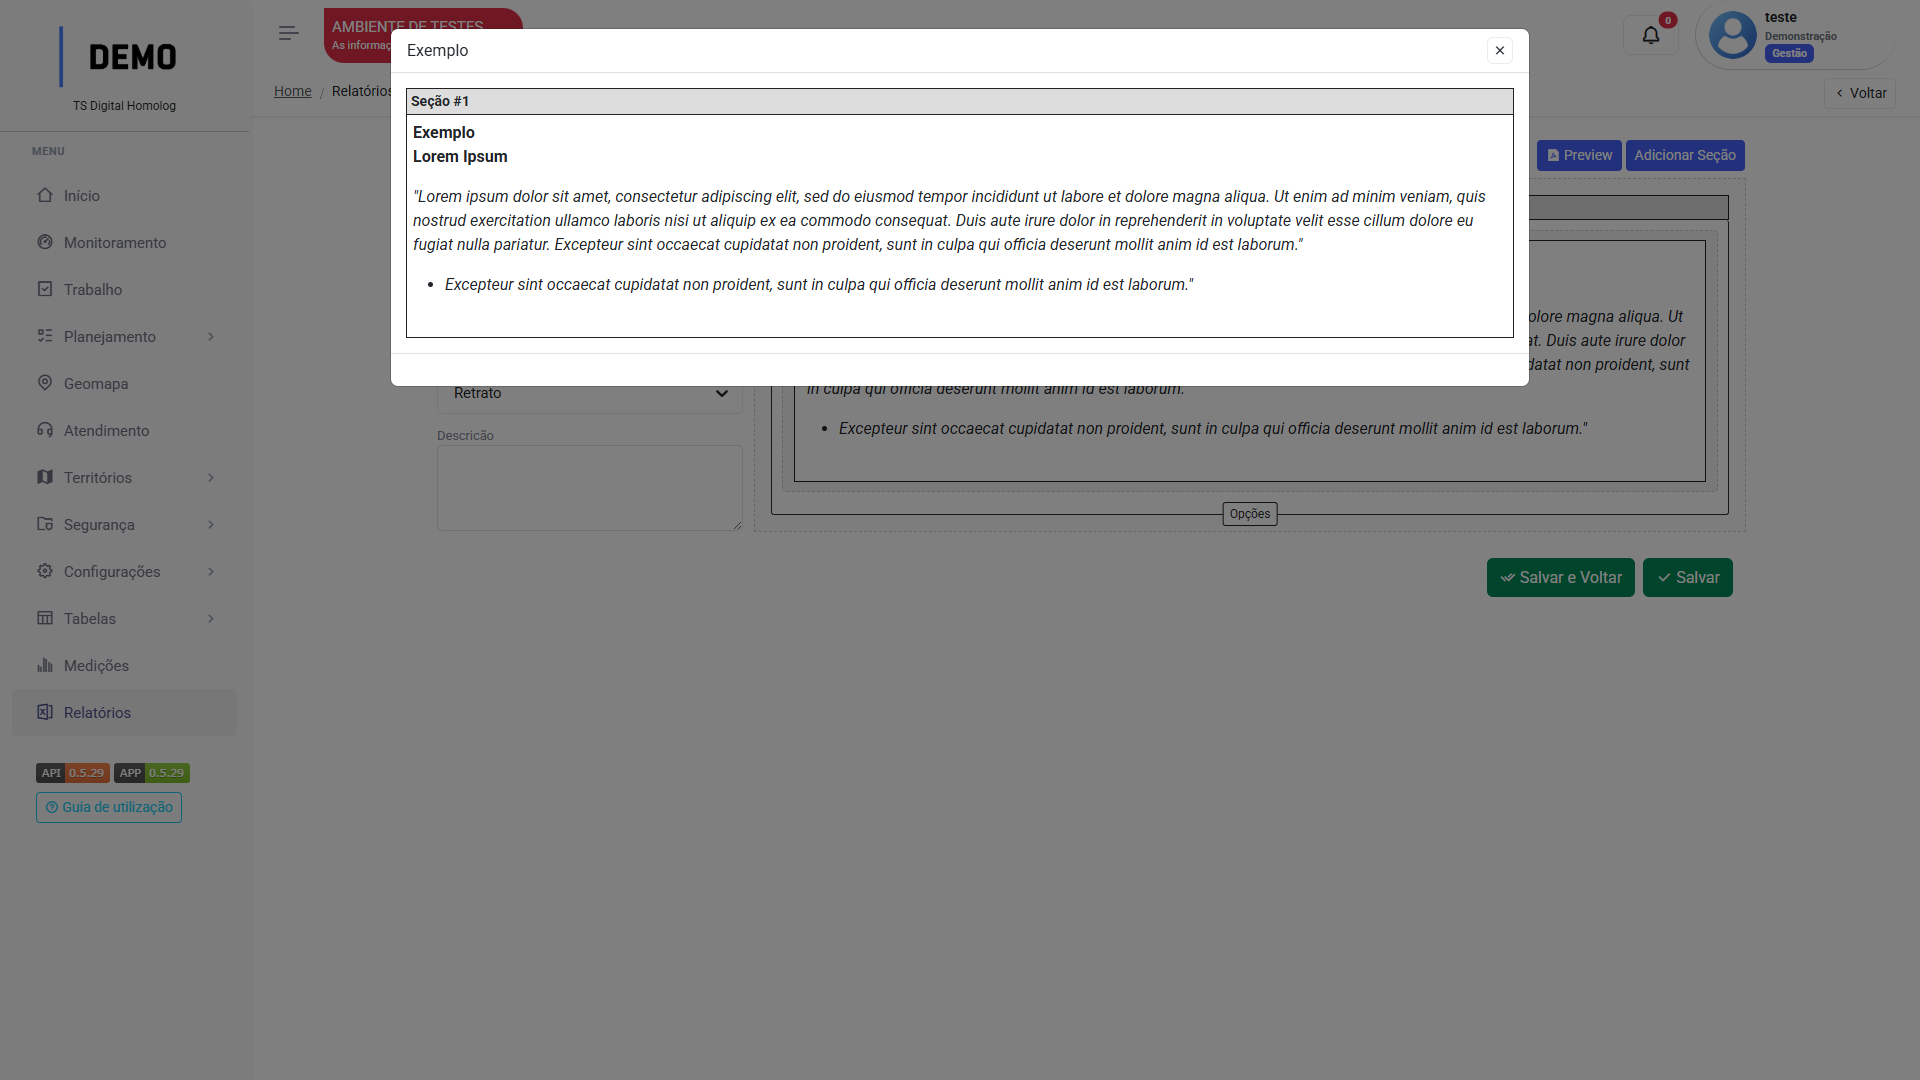 DEMO
TS Digital Homolog
MENU
Início
Monitoramento
Trabalho
Planejamento
Geomapa
Atendimento
Territórios
Segurança
Configurações
Tabelas
Medições
Relatórios
API 0.5.29 APP 0.5.29
Guia de utilização
AMBIENTE DE TESTES
As informaç
0
teste
Demonstração
Gestão
Home / Relatórios
Voltar
Exemplo
Seção #1
Exemplo
Lorem Ipsum
"Lorem ipsum dolor sit amet, consectetur adipiscing elit, sed do eiusmod tempor incididunt ut labore et dolore magna aliqua. Ut enim ad minim veniam, quis
nostrud exercitation ullamco laboris nisi ut aliquip ex ea commodo consequat. Duis aute irure dolor in reprehenderit in voluptate velit esse cillum dolore eu
fugiat nulla pariatur. Excepteur sint occaecat cupidatat non proident, sunt in culpa qui officia deserunt mollit anim id est laborum."
• Excepteur sint occaecat cupidatat non proident, sunt in culpa qui officia deserunt mollit anim id est laborum."
Preview
Adicionar Seção
olore magna aliqua. Ut
at. Duis aute irure dolor
datat non proident, sunt
in culpa qui officia deserunt mollit anim id est laborum."
• Excepteur sint occaecat cupidatat non proident, sunt in culpa qui officia deserunt mollit anim id est laborum."
Opções
Retrato
Descrição
Salvar e Voltar
Salvar